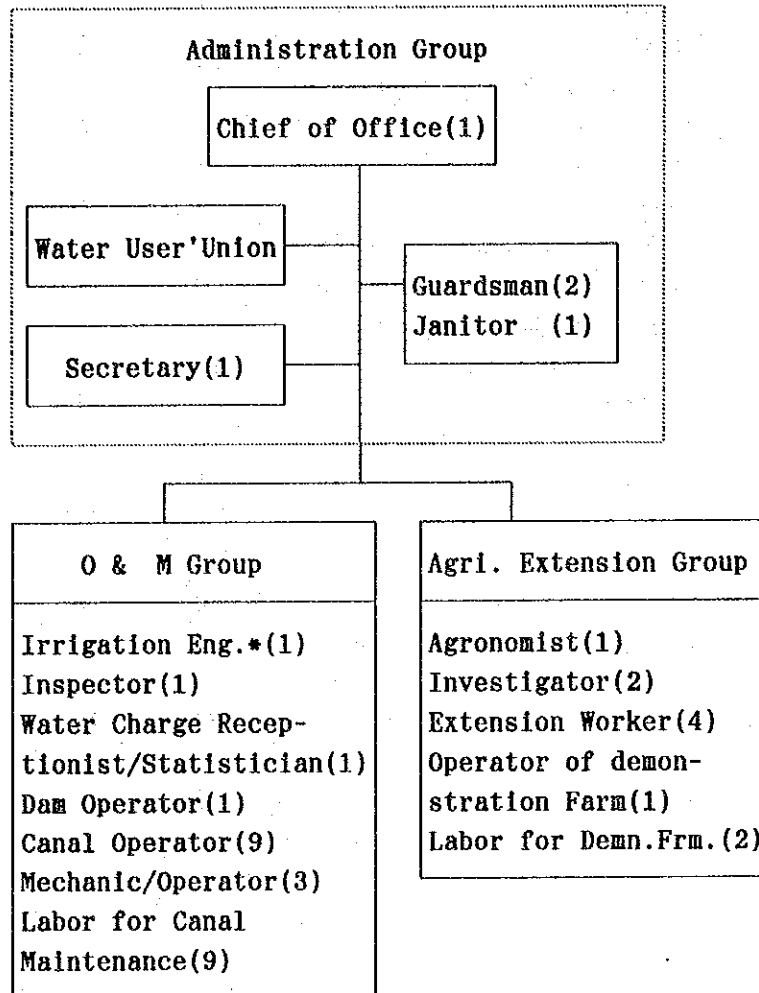 Administration Group
Chief of Office(1)
Water User'Union
Guardsman(2)
Janitor (1)
Secretary(1)
O & M Group
Irrigation Eng.*(1)
Inspector(1)
Water Charge Recep-
tionist/Statistician(1)
Dam Operator(1)
Canal Operator(9)
Mechanic/Operator(3)
Labor for Canal
Maintenance(9)
Agri. Extension Group
Agronomist(1)
Investigator(2)
Extension Worker(4)
Operator of demon-
stration Farm(1)
Labor for Demn.Frm.(2)